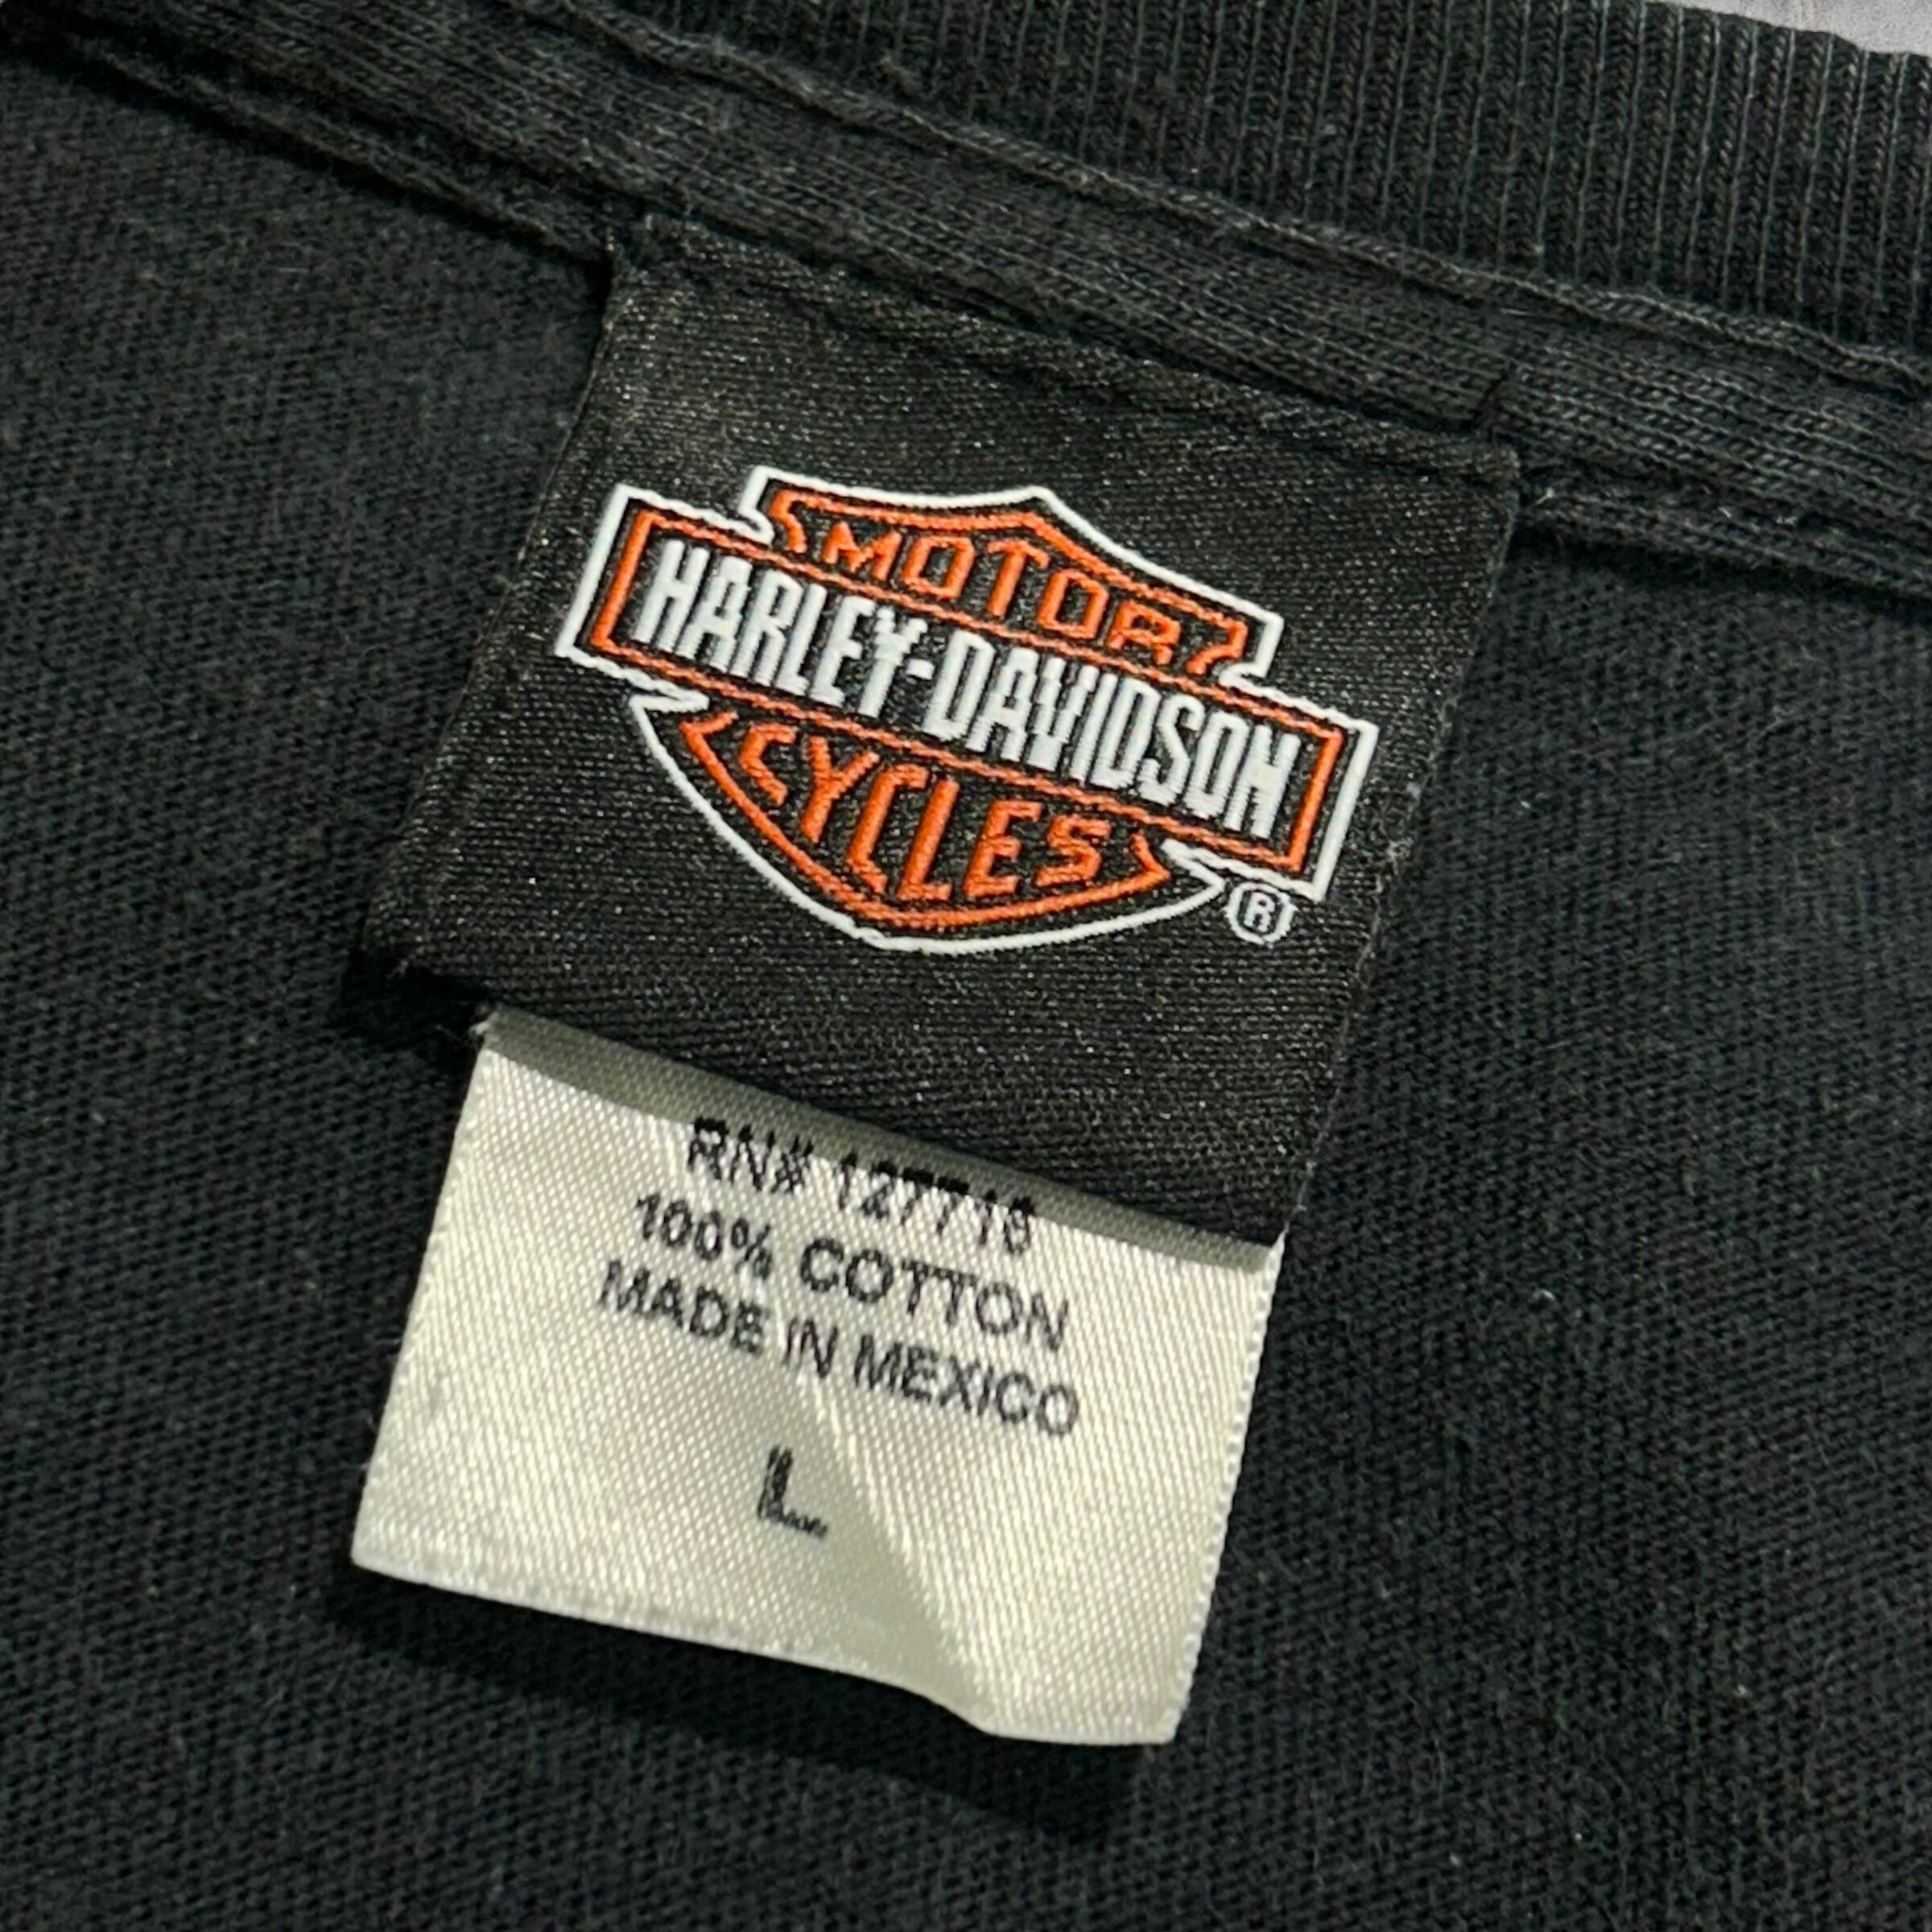 MOTOR
HARLEY-DAVIDSON
CYCLES
®
RN# 127716
100% COTTON
MADE IN MEXICO
L